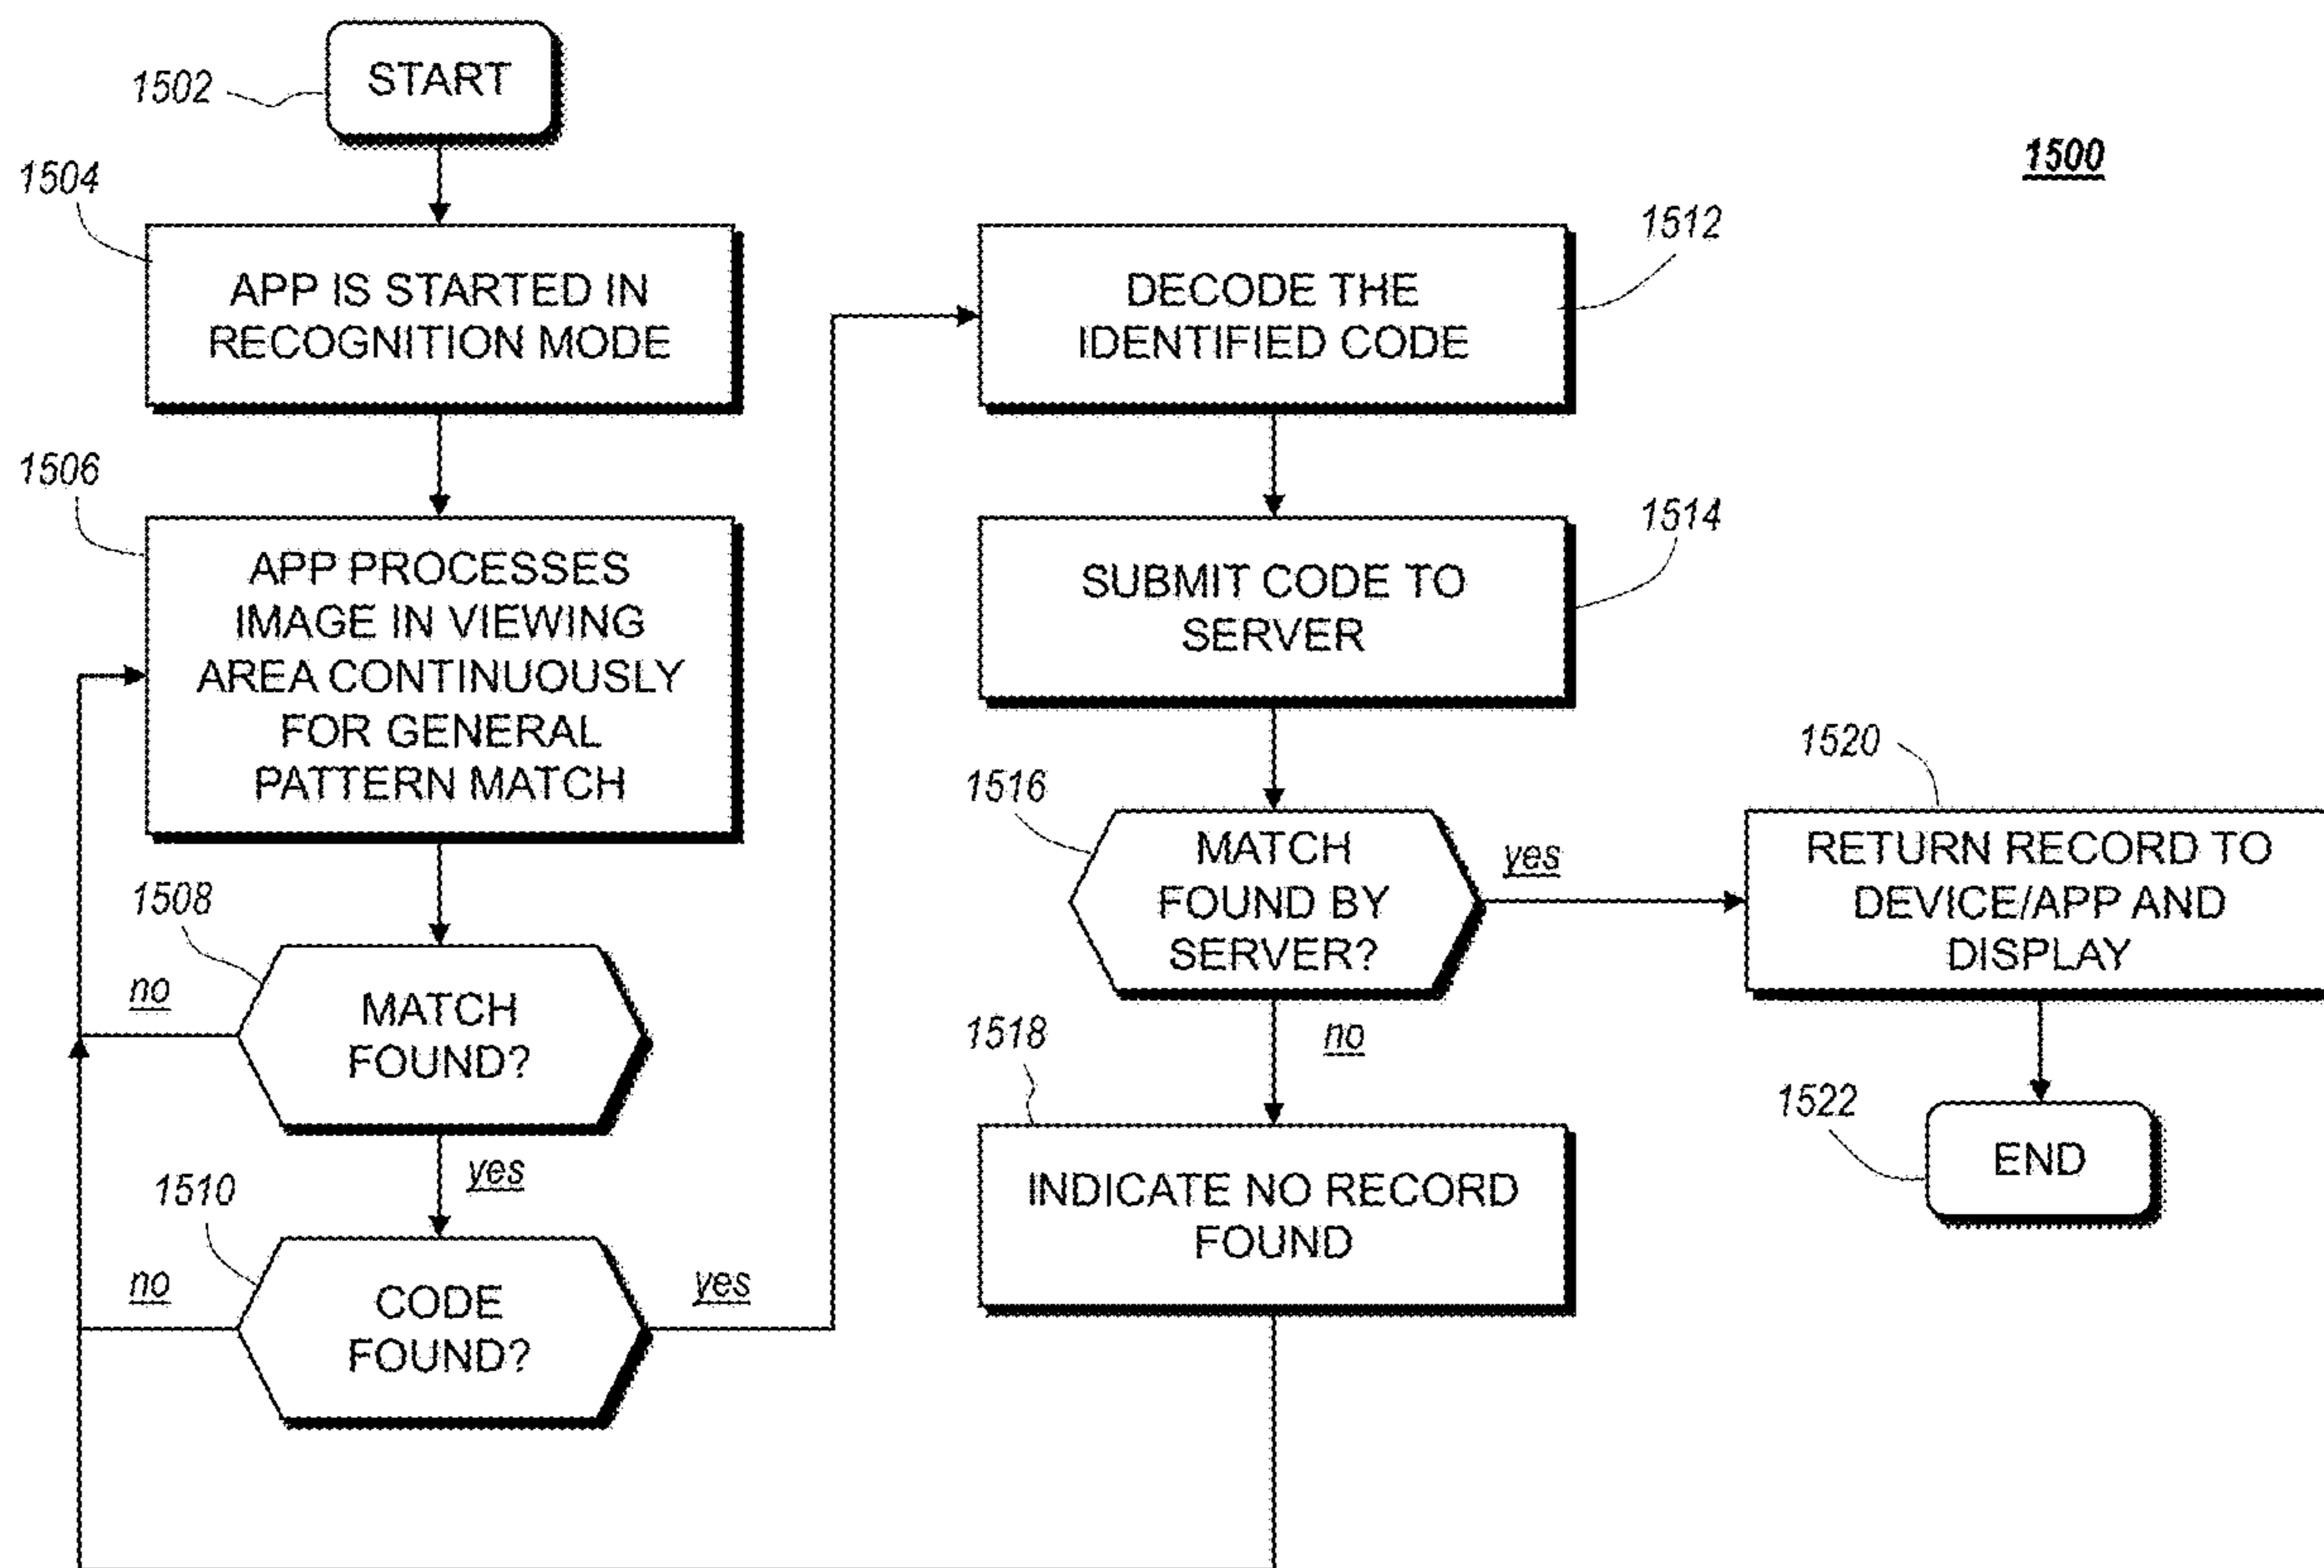 1500
1502
START
1504
APP IS STARTED IN
RECOGNITION MODE
1506
APP PROCESSES
IMAGE IN VIEWING
AREA CONTINUOUSLY
FOR GENERAL
PATTERN MATCH
1508
no
MATCH
FOUND?
yes
1510
no
CODE
FOUND?
yes
1512
DECODE THE
IDENTIFIED CODE
1514
SUBMIT CODE TO
SERVER
1516
MATCH
FOUND BY
SERVER?
yes
no
1518
INDICATE NO RECORD
FOUND
1520
RETURN RECORD TO
DEVICE/APP AND
DISPLAY
1522
END